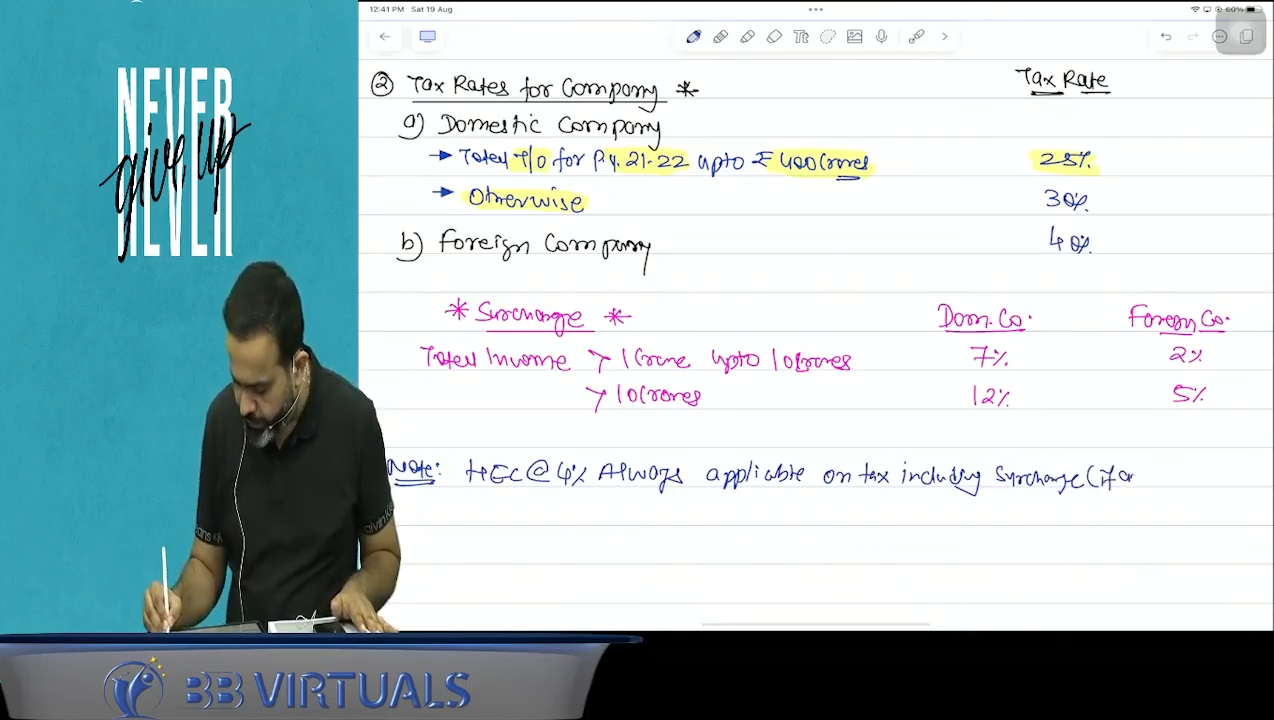 12:41 PM Sat 19 Aug
60%
NEVER
give up
NEVER
② Tax Rates for Company *
Tax Rate
a) Domestic Company
→ Total T/O for P.Y. 21-22 upto ₹ 400 Crores 25%
→ Otherwise 30%
b) Foreign Company 40%
* Surcharge * Dom. Co. Foreign Co.
Total Income > 1 Crore upto 10 Crores 7% 2%
> 10 Crores 12% 5%
Note: HEC @ 4% Always applicable on tax including surcharge (if a
BB VIRTUALS